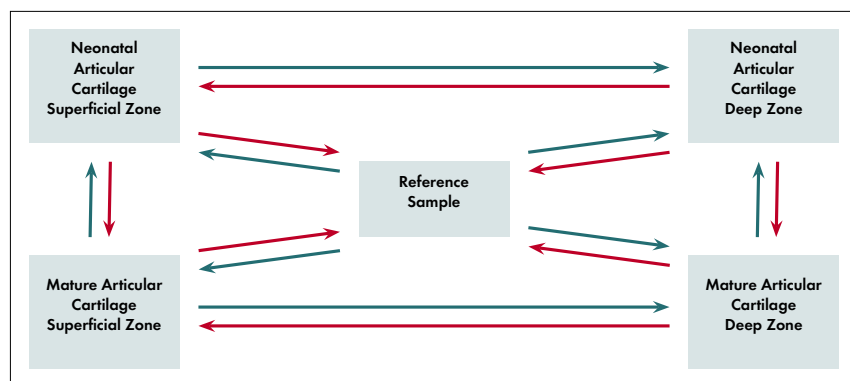 Neonatal
Articular
Cartilage
Superficial Zone
Neonatal
Articular
Cartilage
Deep Zone
Reference
Sample
Mature Articular
Cartilage
Superficial Zone
Mature Articular
Cartilage
Deep Zone